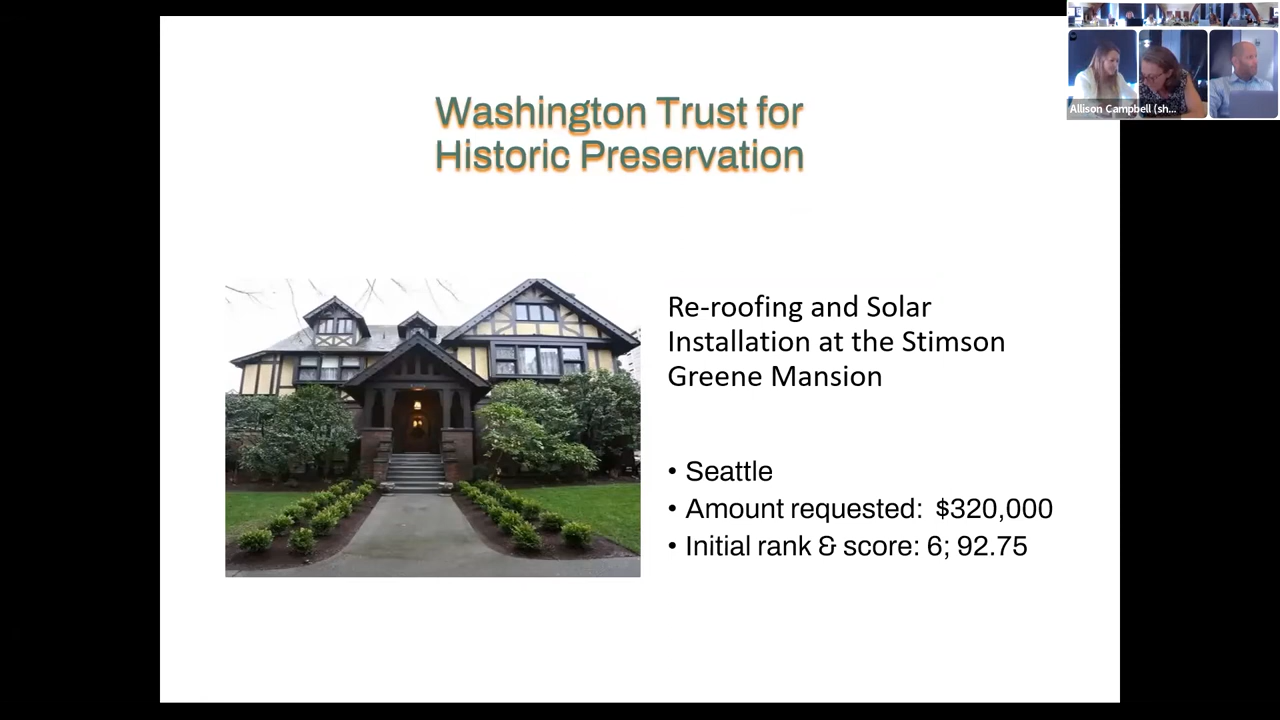 Washington Trust for
Historic Preservation
Re-roofing and Solar
Installation at the Stimson
Greene Mansion
• Seattle
• Amount requested: $320,000
• Initial rank & score: 6; 92.75
Allison Campbell (sh...